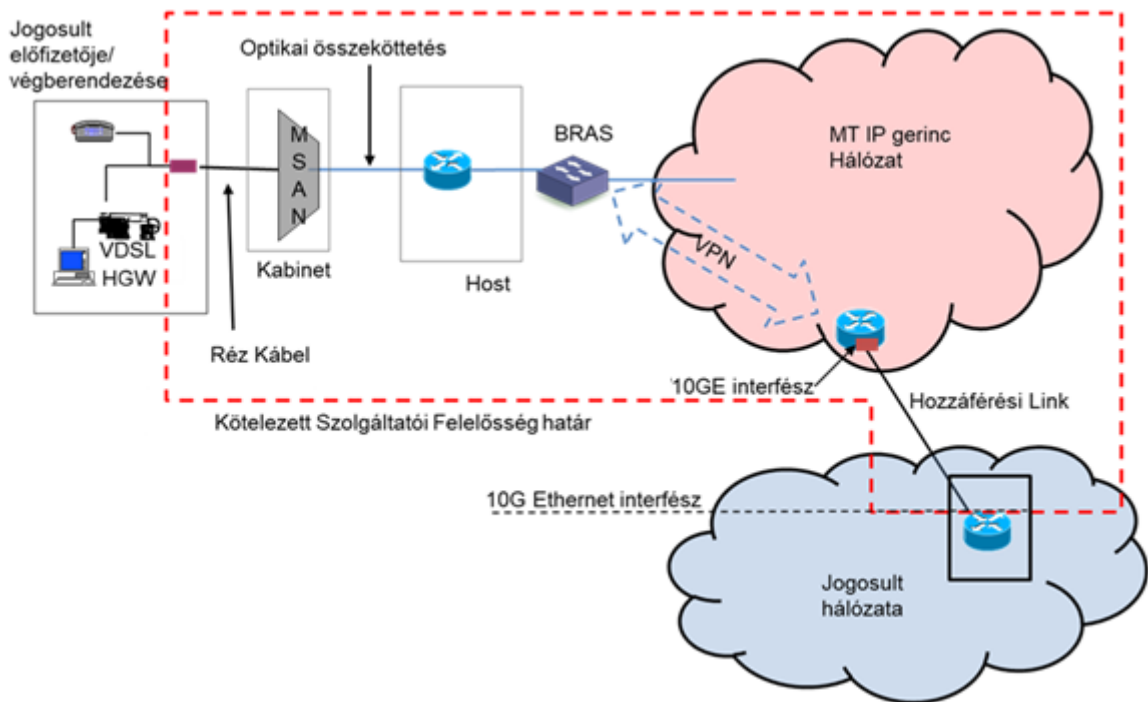 Jogosult
előfizetője/
végberendezése
Optikai összeköttetés
MSAN
BRAS
MT IP gerinc
Hálózat
VDSL
HGW
Kabinet
Host
VPN
Réz Kábel
10GE interfész
Hozzáférési Link
Kötelezett Szolgáltatói Felelősség határ
10G Ethernet interfész
Jogosult
hálózata